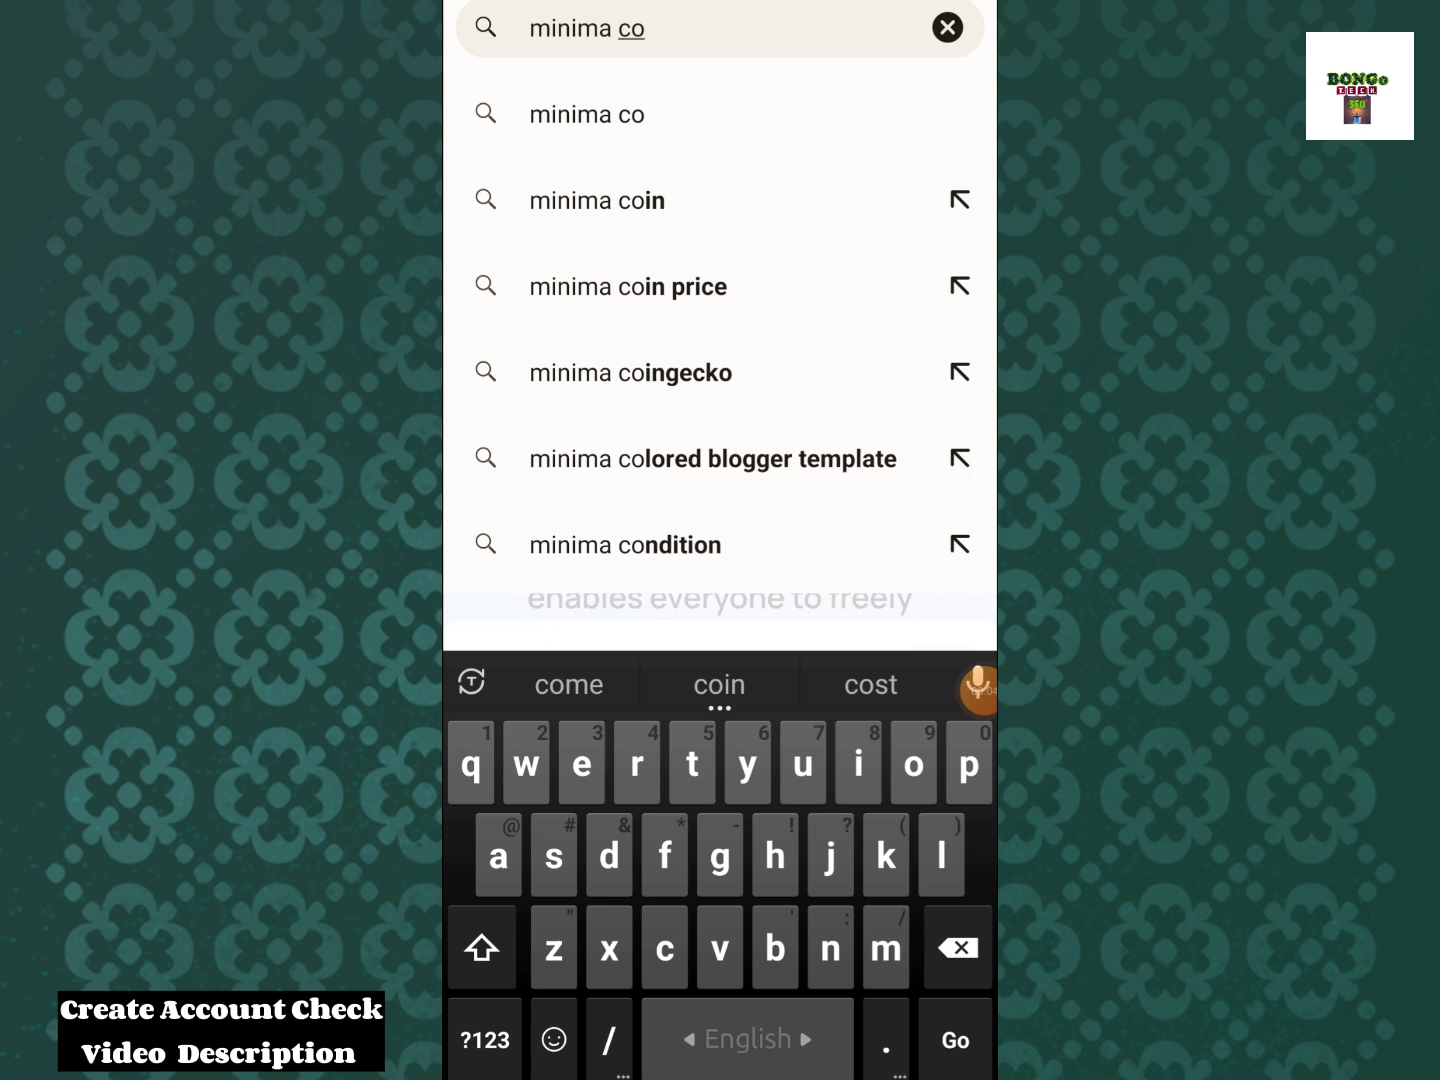 minima co
BONGo
TECH
360
minima co
minima coin
minima coin price
minima coingecko
minima colored blogger template
minima condition
enables everyone to freely
come coin cost
1 2 3 4 5 6 7 8 9 0
q w e r t y u i o p
@ # & * - ! ? ( )
a s d f g h j k l
" ' : /
z x c v b n m
Create Account Check
Video Description
?123 / English . Go